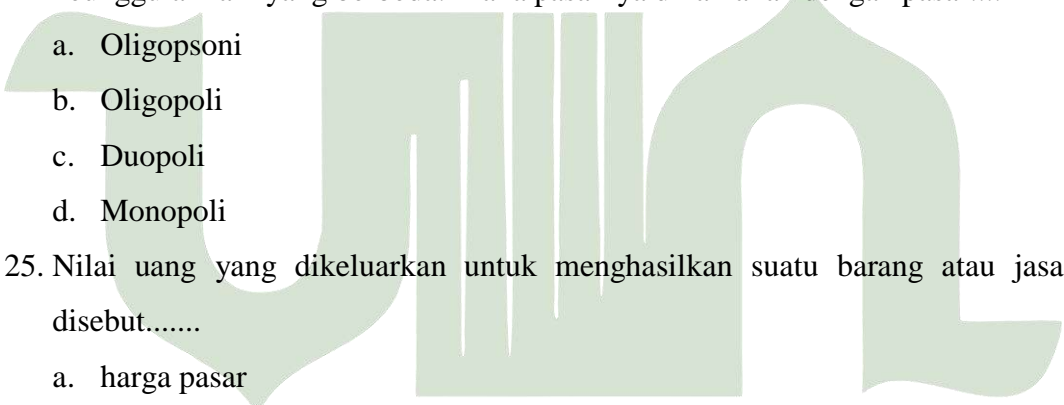 a. Oligopsoni
b. Oligopoli
c. Duopoli
d. Monopoli
25. Nilai uang yang dikeluarkan untuk menghasilkan suatu barang atau jasa
disebut.......
a. harga pasar